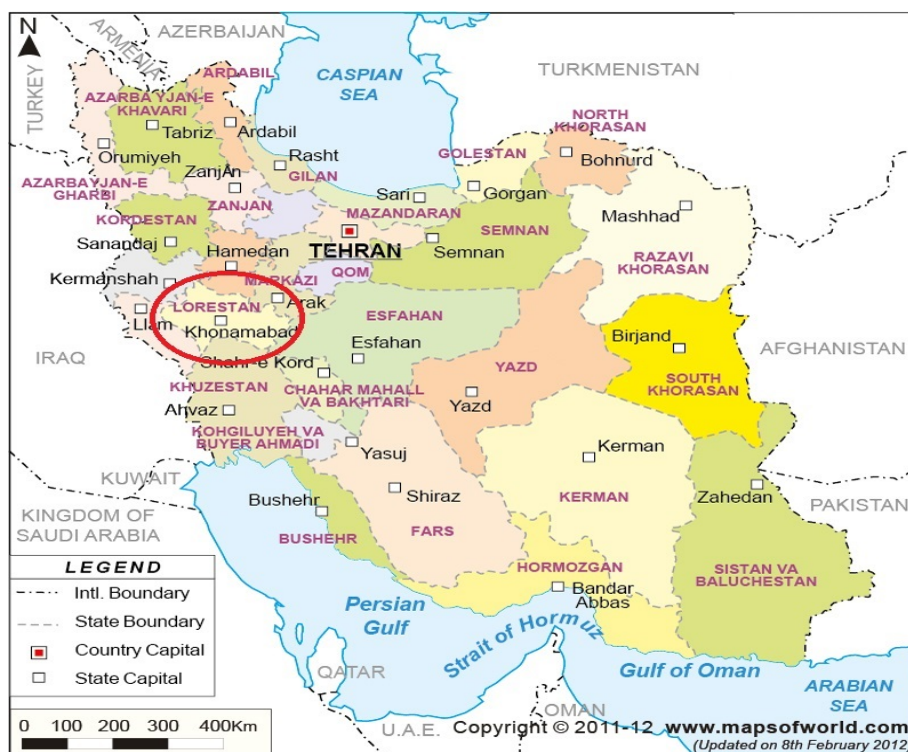 N
AZERBAIJAN
ARMENIA
TURKEY
ARDABIL
CASPIAN
SEA
TURKMENISTAN
AZARBA YJAN-E
KHAVARI
Tabriz
Ardabil
NORTH
KHORASAN
Orumiyeh
Rasht
GOLESTAN
Bohnurd
Zanjan
GILAN
Gorgan
AZARBAYJAN-E
GHARBI
ZANJAN
Sari
MAZANDARAN
Mashhad
KORDESTAN
SEMNAN
Sanandaj
Hamedan
TEHRAN
Semnan
RAZAVI
KHORASAN
Kermanshah
MARKAZI
QOM
LORESTAN
Arak
Llam
Khonamabad
ESFAHAN
Birjand
IRAQ
Esfahan
AFGHANISTAN
Shahr-e Kord
YAZD
SOUTH
KHORASAN
KHUZESTAN
CHAHAR MAHALL
VA BAKHTARI
Yazd
Ahvaz
KOHGILUYEH VA
BUYER AHMADI
Yasuj
Kerman
KUWAIT
Bushehr
Shiraz
KERMAN
Zahedan
PAKISTAN
KINGDOM OF
SAUDI ARABIA
BUSHEHR
FARS
LEGEND
HORMOZGAN
SISTAN VA
BALUCHESTAN
Intl. Boundary
Bandar
Abbas
State Boundary
Persian
Gulf
Strait of Hormuz
Country Capital
QATAR
Gulf of Oman
State Capital
ARABIAN
SEA
OMAN
0 100 200 400Km
U.A.E.
Copyright © 2011-12 www.mapsofworld.com
(Updated on 8th February 2012)